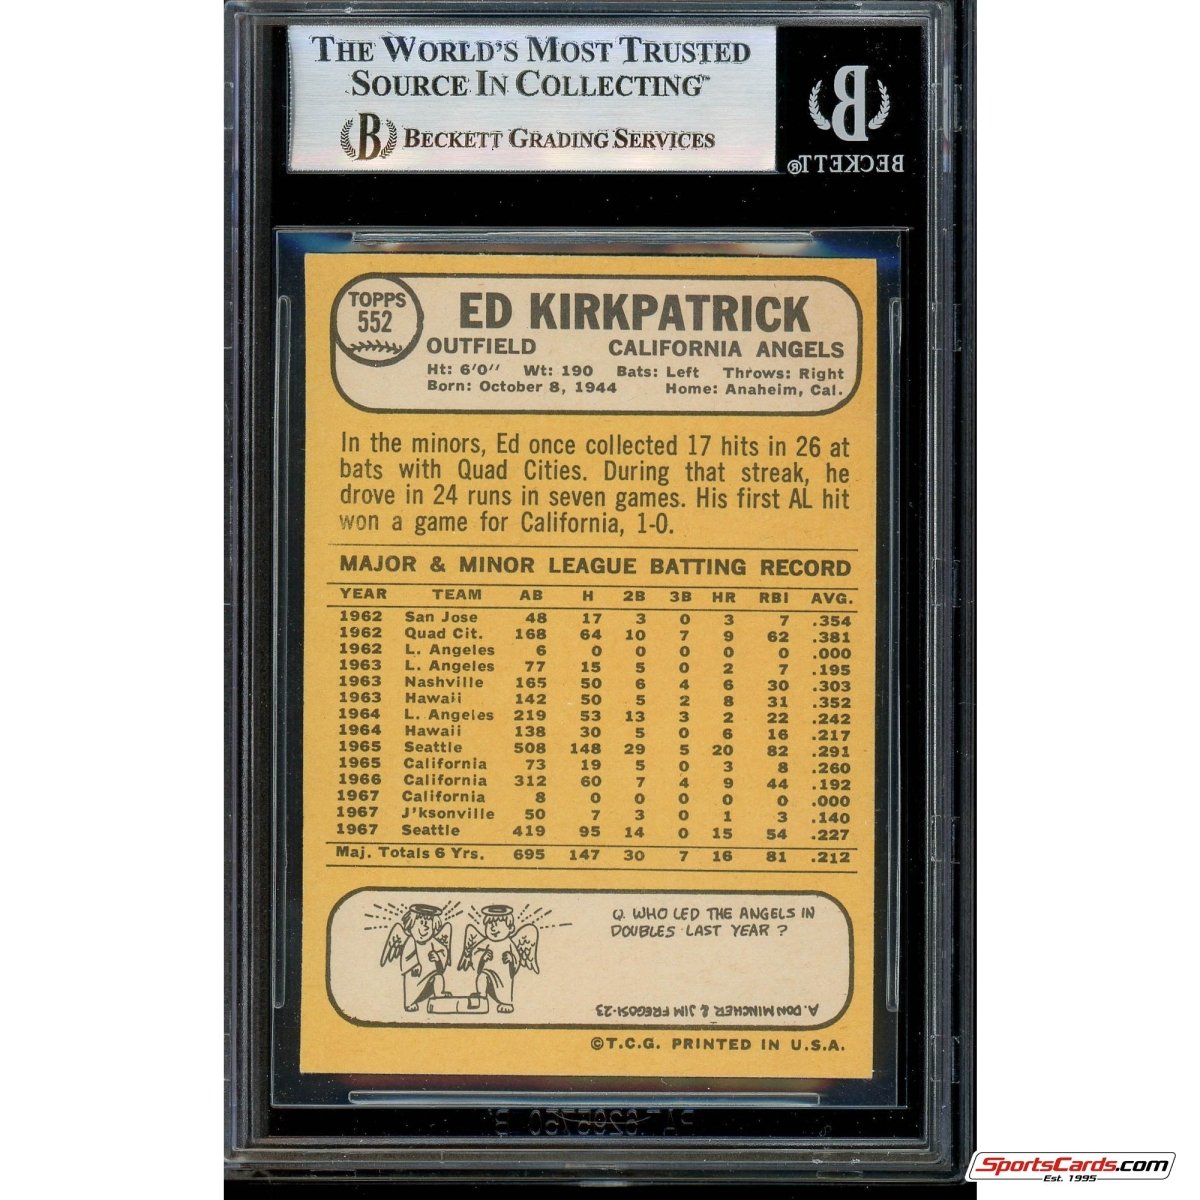 THE WORLD'S MOST TRUSTED
SOURCE IN COLLECTING™
B BECKETT GRADING SERVICES
B
BECKETT®
TOPPS
552
ED KIRKPATRICK
OUTFIELD CALIFORNIA ANGELS
Ht: 6'0'' Wt: 190 Bats: Left Throws: Right
Born: October 8, 1944 Home: Anaheim, Cal.
In the minors, Ed once collected 17 hits in 26 at
bats with Quad Cities. During that streak, he
drove in 24 runs in seven games. His first AL hit
won a game for California, 1-0.
MAJOR & MINOR LEAGUE BATTING RECORD
YEAR TEAM AB H 2B 3B HR RBI AVG.
1962 San Jose 48 17 3 0 3 7 .354
1962 Quad Cit. 168 64 10 7 9 62 .381
1962 L. Angeles 6 0 0 0 0 0 .000
1963 L. Angeles 77 15 5 0 2 7 .195
1963 Nashville 165 50 6 4 6 30 .303
1963 Hawaii 142 50 5 2 8 31 .352
1964 L. Angeles 219 53 13 3 2 22 .242
1964 Hawaii 138 30 5 0 6 16 .217
1965 Seattle 508 148 29 5 20 82 .291
1965 California 73 19 5 0 3 8 .260
1966 California 312 60 7 4 9 44 .192
1967 California 8 0 0 0 0 0 .000
1967 J'ksonville 50 7 3 0 1 3 .140
1967 Seattle 419 95 14 0 15 54 .227
Maj. Totals 6 Yrs. 695 147 30 7 16 81 .212
Q. WHO LED THE ANGELS IN
DOUBLES LAST YEAR ?
A. DON MINCHER & JIM FREGOSI-23
©T.C.G. PRINTED IN U.S.A.
SportsCards.com
Est. 1995